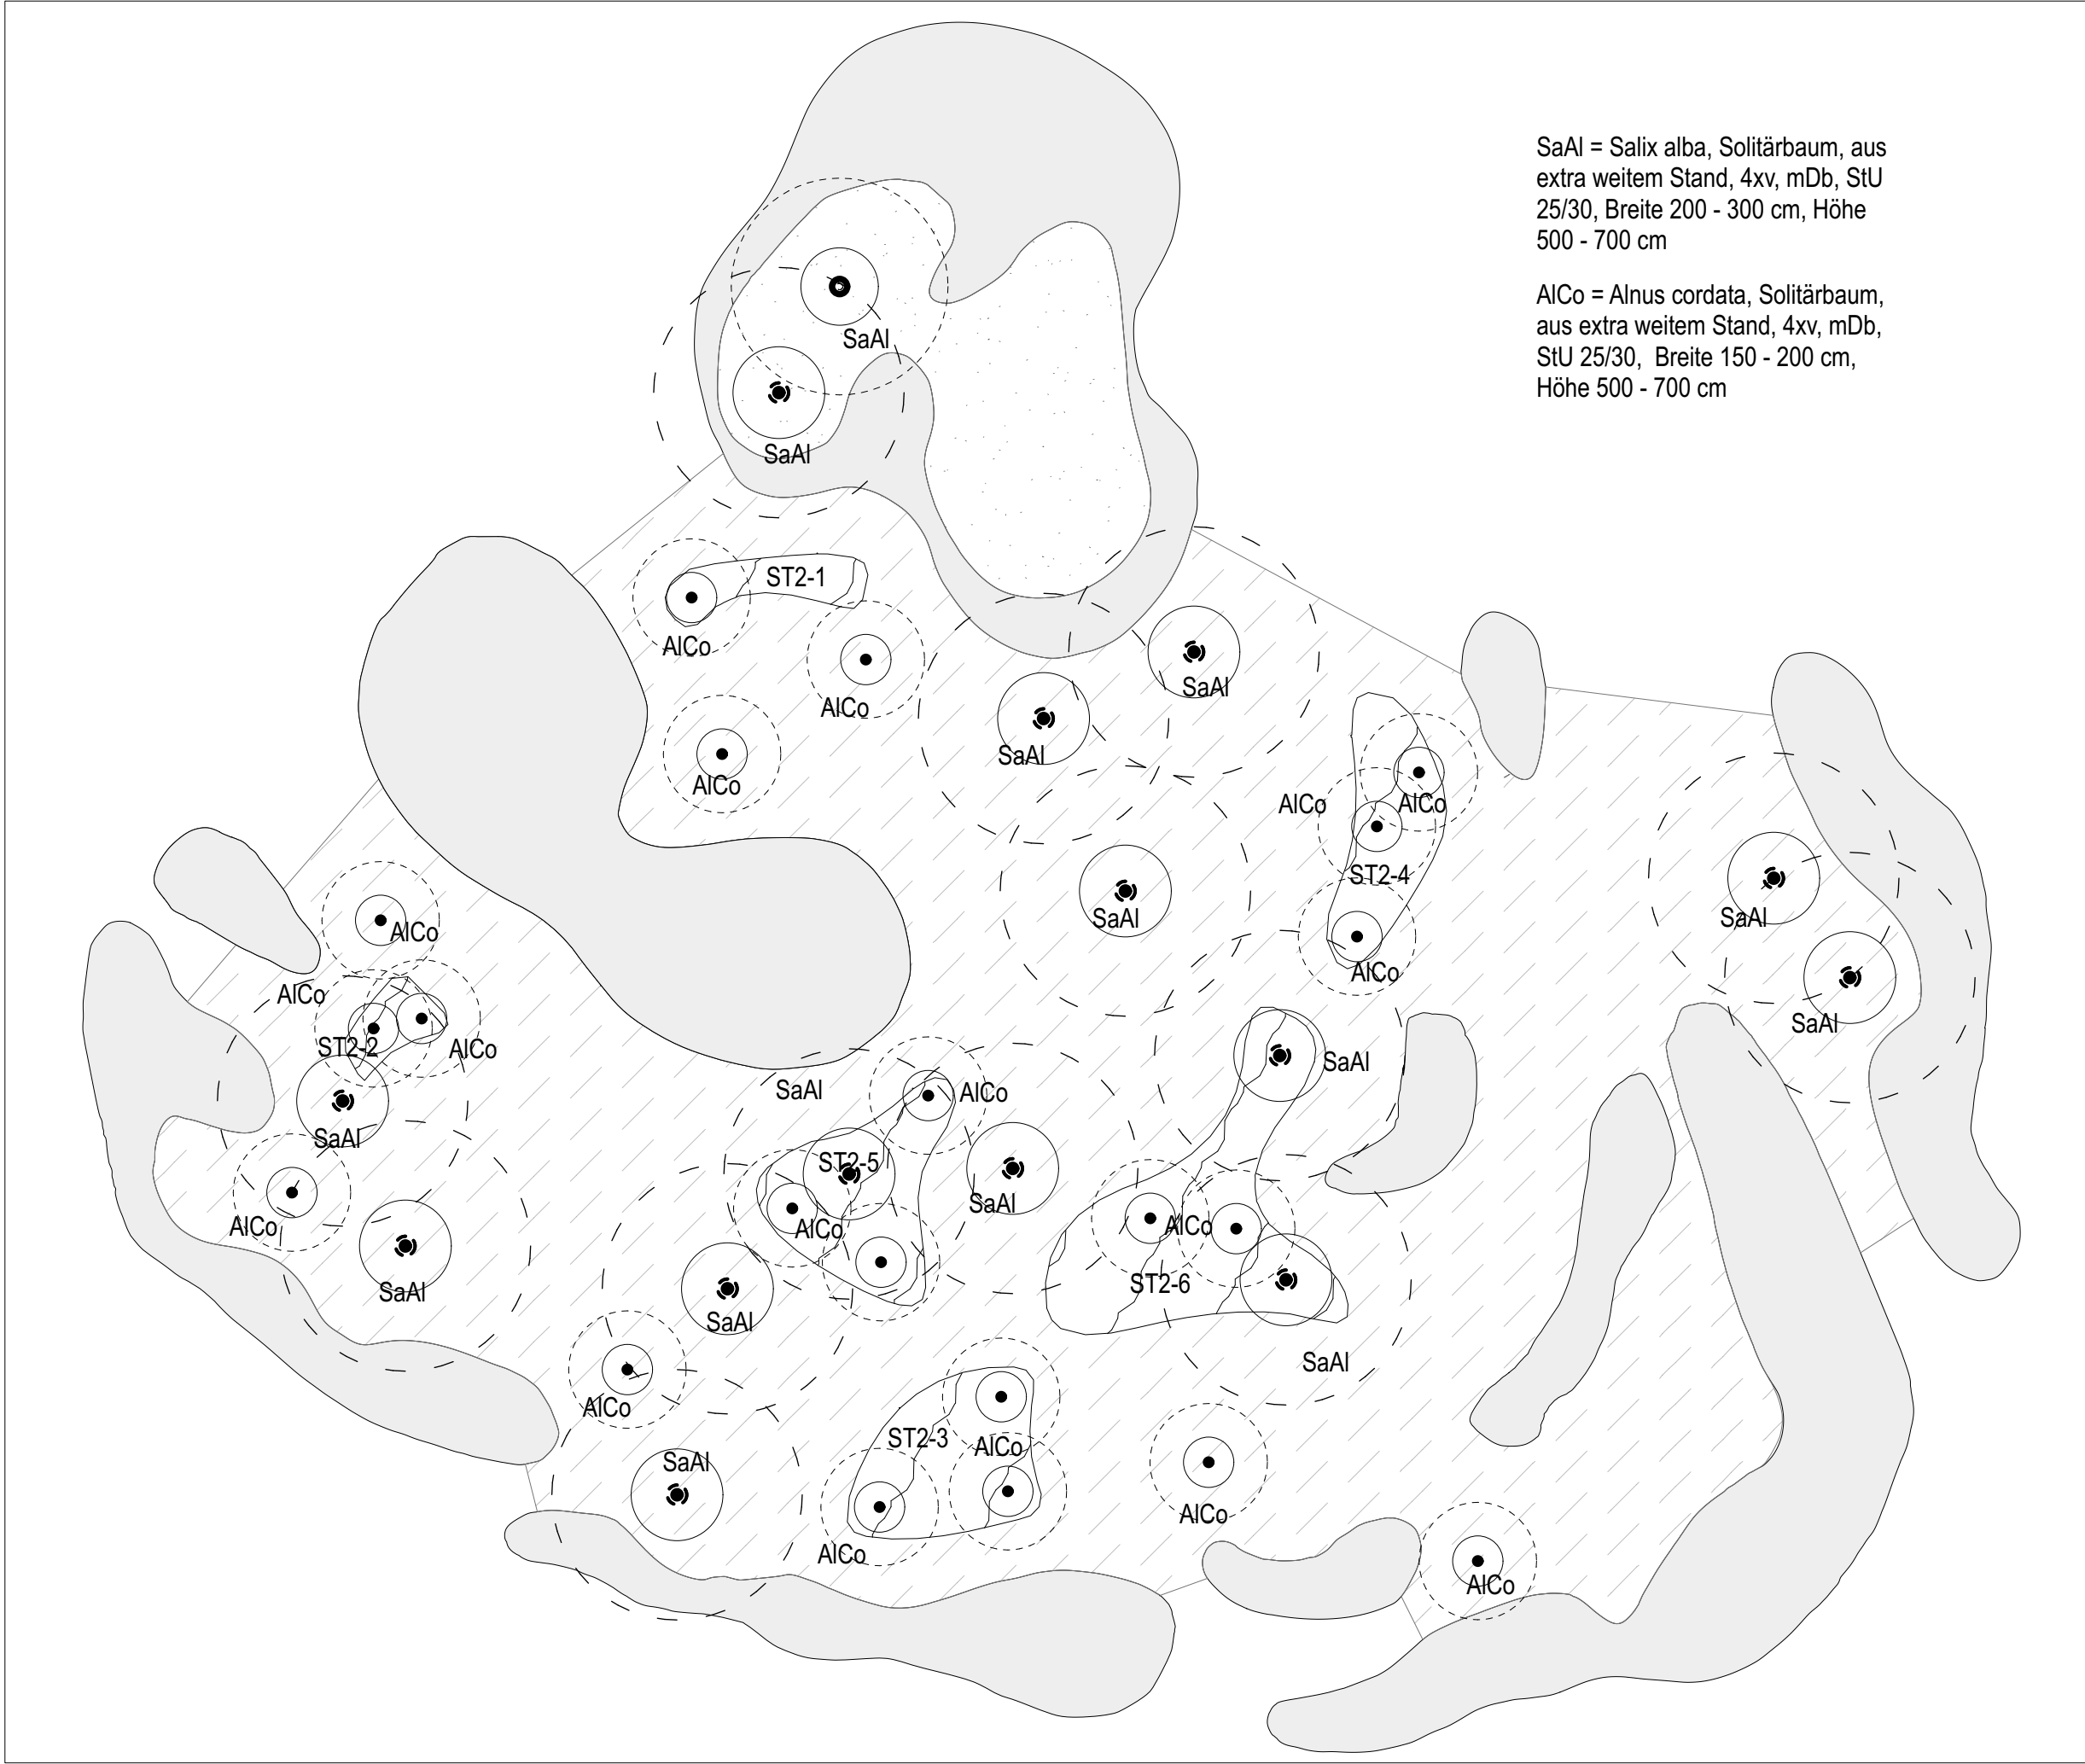 SaAl = Salix alba, Solitärbaum, aus
extra weitem Stand, 4xv, mDb, StU
25/30, Breite 200 - 300 cm, Höhe
500 - 700 cm
AlCo = Alnus cordata, Solitärbaum,
aus extra weitem Stand, 4xv, mDb,
StU 25/30, Breite 150 - 200 cm,
Höhe 500 - 700 cm
SaAl
SaAl
ST2-1
AlCo
SaAl
AlCo
SaAl
AlCo
AlCo
AlCo
ST2-4
SaAl
SaAl
AlCo
AlCo
AlCo
SaAl
ST2-2
AlCo
SaAl
SaAl
AlCo
SaAl
ST2-5
SaAl
AlCo
AlCo
AlCo
ST2-6
SaAl
SaAl
SaAl
AlCo
ST2-3
AlCo
SaAl
AlCo
AlCo
AlCo